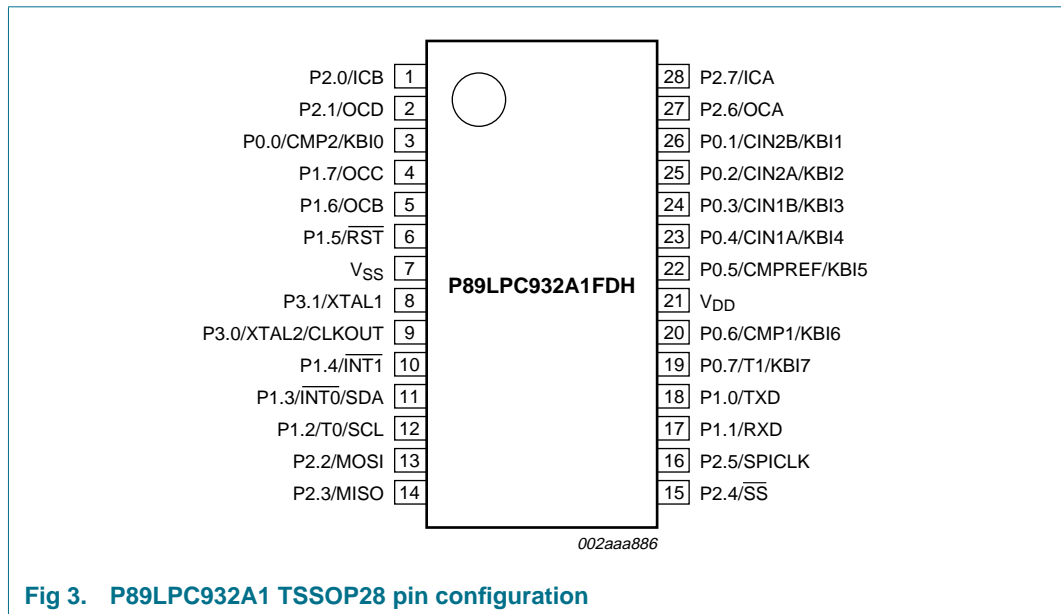 P2.0/ICB 1 28 P2.7/ICA
P2.1/OCD 2 27 P2.6/OCA
P0.0/CMP2/KBI0 3 26 P0.1/CIN2B/KBI1
P1.7/OCC 4 25 P0.2/CIN2A/KBI2
P1.6/OCB 5 24 P0.3/CIN1B/KBI3
P1.5/R̅S̅T̅ 6 23 P0.4/CIN1A/KBI4
VSS 7 22 P0.5/CMPREF/KBI5
P89LPC932A1FDH
P3.1/XTAL1 8 21 VDD
P3.0/XTAL2/CLKOUT 9 20 P0.6/CMP1/KBI6
P1.4/I̅N̅T̅1̅ 10 19 P0.7/T1/KBI7
P1.3/I̅N̅T̅0̅/SDA 11 18 P1.0/TXD
P1.2/T0/SCL 12 17 P1.1/RXD
P2.2/MOSI 13 16 P2.5/SPICLK
P2.3/MISO 14 15 P2.4/S̅S̅
002aaa886
Fig 3. P89LPC932A1 TSSOP28 pin configuration